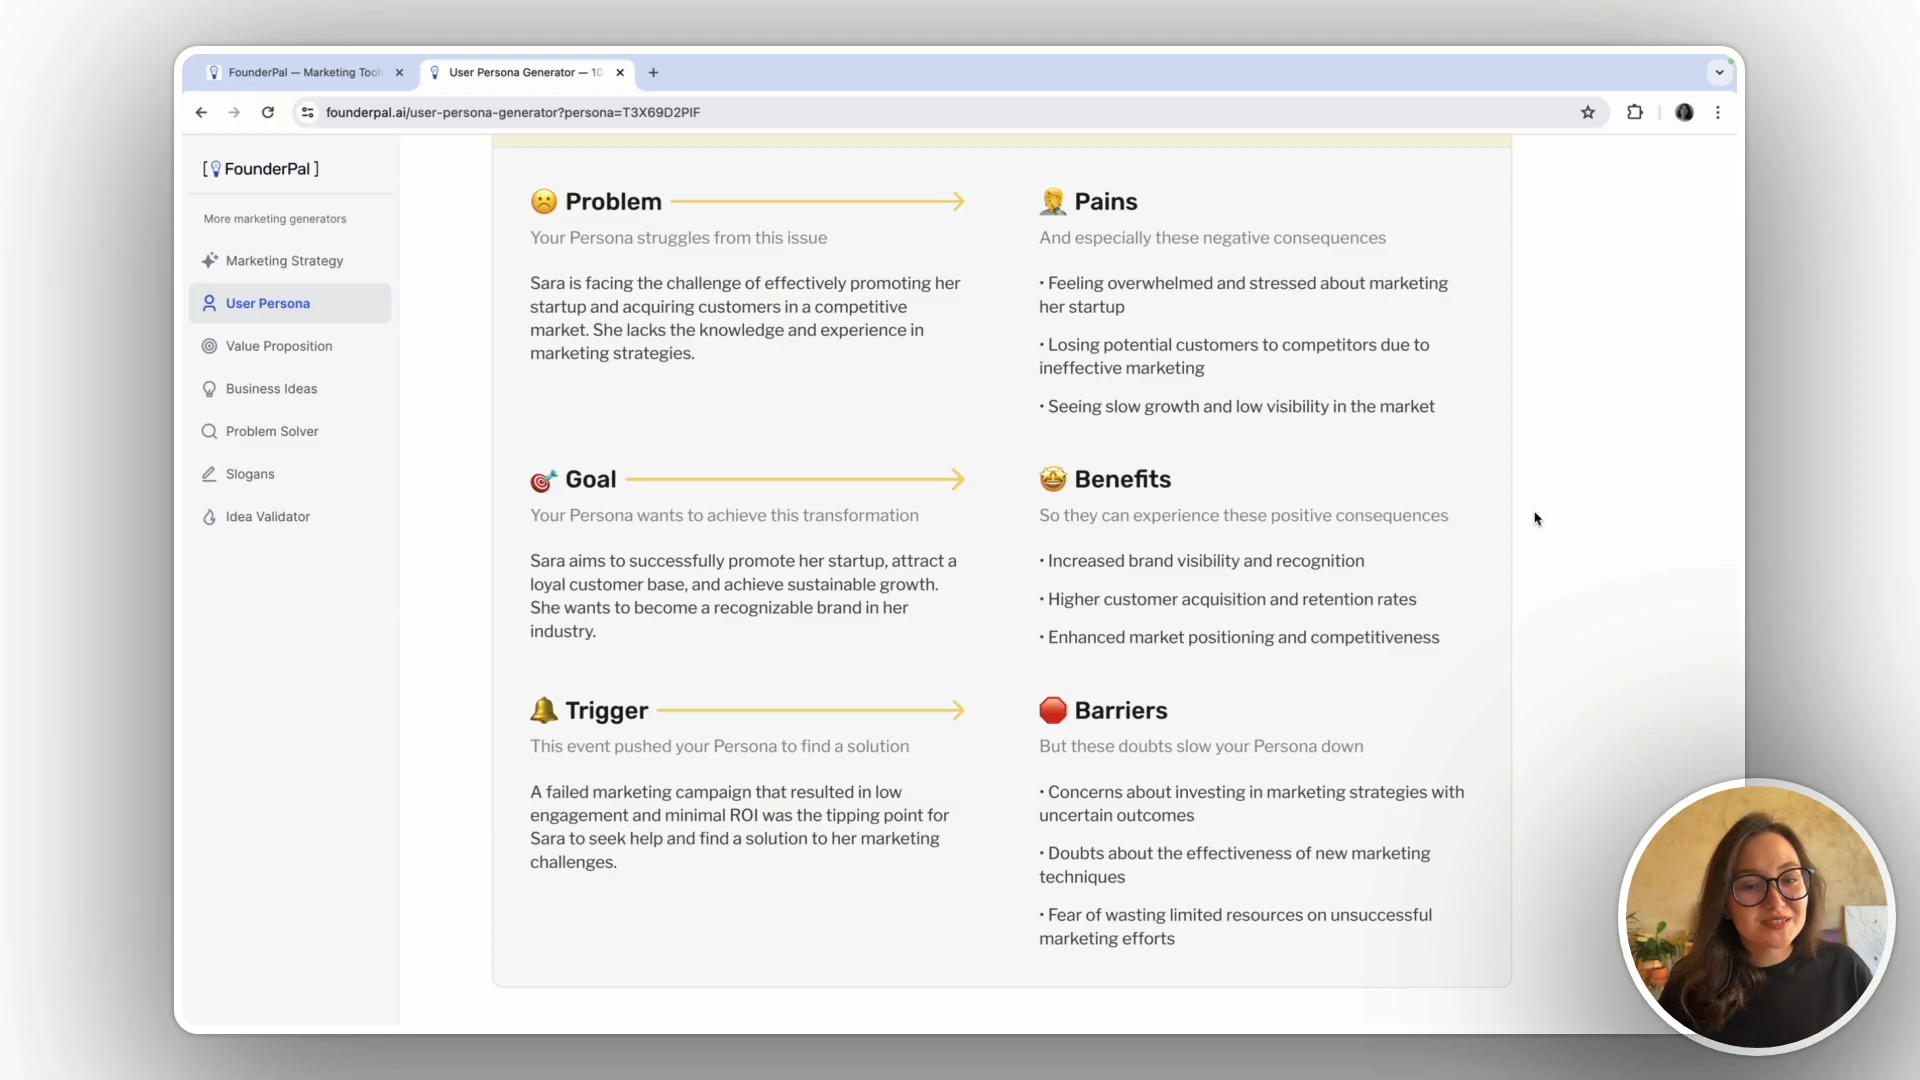 FounderPal — Marketing Tool
User Persona Generator — 10
founderpal.ai/user-persona-generator?persona=T3X69D2PIF
[ FounderPal ]
More marketing generators
Marketing Strategy
User Persona
Value Proposition
Business Ideas
Problem Solver
Slogans
Idea Validator
Problem
Your Persona struggles from this issue
Sara is facing the challenge of effectively promoting her
startup and acquiring customers in a competitive
market. She lacks the knowledge and experience in
marketing strategies.
Pains
And especially these negative consequences
• Feeling overwhelmed and stressed about marketing
her startup
• Losing potential customers to competitors due to
ineffective marketing
• Seeing slow growth and low visibility in the market
Goal
Your Persona wants to achieve this transformation
Sara aims to successfully promote her startup, attract a
loyal customer base, and achieve sustainable growth.
She wants to become a recognizable brand in her
industry.
Benefits
So they can experience these positive consequences
• Increased brand visibility and recognition
• Higher customer acquisition and retention rates
• Enhanced market positioning and competitiveness
Trigger
This event pushed your Persona to find a solution
A failed marketing campaign that resulted in low
engagement and minimal ROI was the tipping point for
Sara to seek help and find a solution to her marketing
challenges.
Barriers
But these doubts slow your Persona down
• Concerns about investing in marketing strategies with
uncertain outcomes
• Doubts about the effectiveness of new marketing
techniques
• Fear of wasting limited resources on unsuccessful
marketing efforts